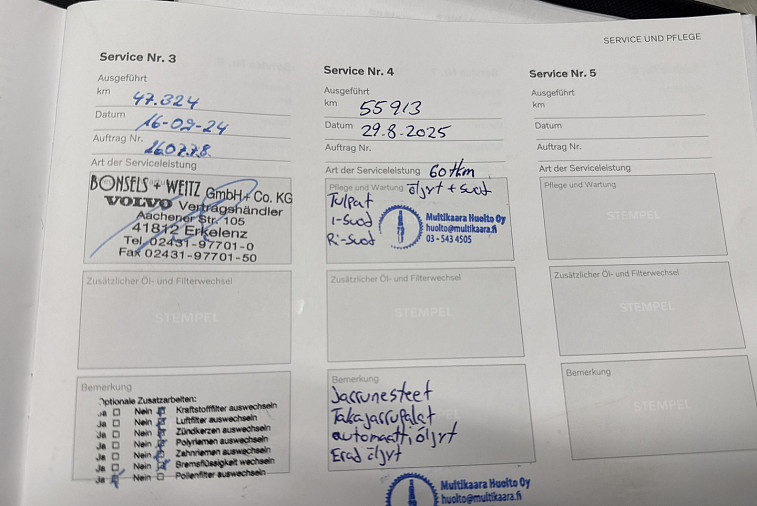 SERVICE UND PFLEGE
Service Nr. 3
Ausgeführt
km 47.324
Datum 16-09-24
Auftrag Nr.
Art der Serviceleistung
BONSELS + WEITZ GmbH + Co. KG
VOLVO Vertragshändler
Aachener Str. 105
41812 Erkelenz
Tel. 02431-97701-0
Fax 02431-97701-50
Zusätzlicher Öl- und Filterwechsel
STEMPEL
Bemerkung
Optionale Zusatzarbeiten:
Ja Nein Kraftstofffilter auswechseln
Ja Nein Luftfilter auswechseln
Ja Nein Zündkerzen auswechseln
Ja Nein Polyriemen auswechseln
Ja Nein Zahnriemen auswechseln
Ja Nein Bremsflüssigkeit wechseln
Ja Nein Pollenfilter auswechseln
Service Nr. 4
Ausgeführt
km 55913
Datum 29.8.2025
Auftrag Nr.
Art der Serviceleistung 60tkm
Pflege und Wartung öljyt + suod
Tulpat
i-suod
Ri-suod
Multikaara Huolto Oy
huolto@multikaara.fi
03 - 543 4505
Zusätzlicher Öl- und Filterwechsel
STEMPEL
Bemerkung
Jarrunesteet
Takajarrupalat
automaattiöljyt
Erad öljyt
Multikaara Huolto Oy
huolto@multikaara.fi
Service Nr. 5
Ausgeführt
km
Datum
Auftrag Nr.
Art der Serviceleistung
Pflege und Wartung
STEMPEL
Zusätzlicher Öl- und Filterwechsel
STEMPEL
Bemerkung
STEMPEL